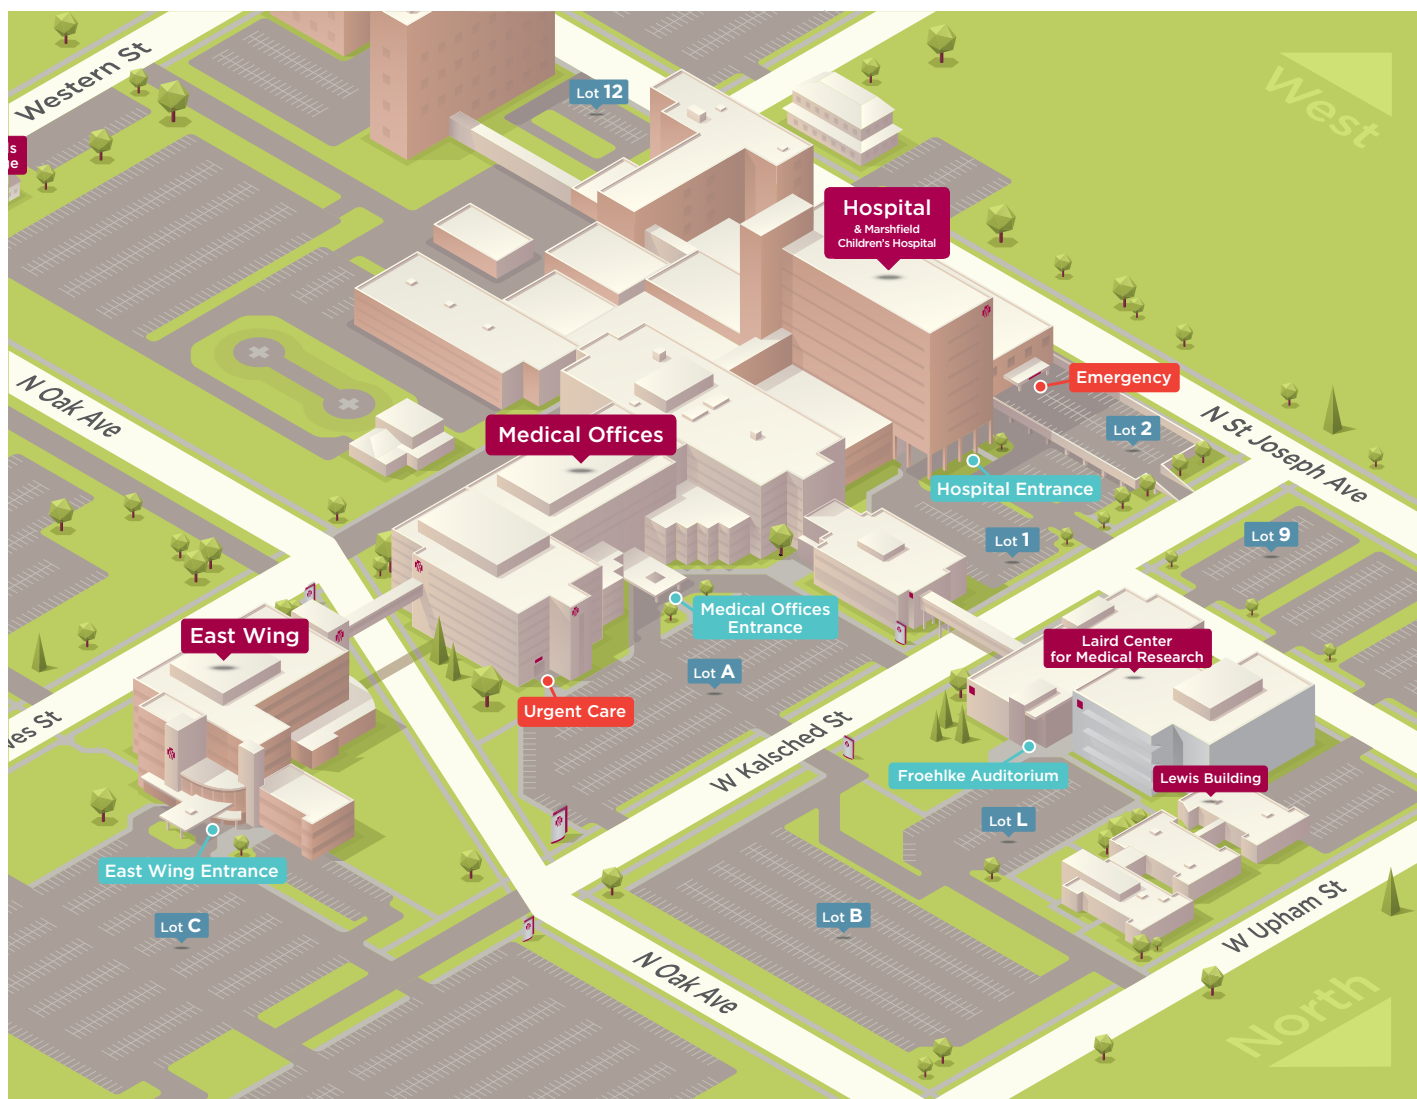 Western St
West
Lot 12
Hospital
& Marshfield
Children's Hospital
Emergency
Lot 2
N St Joseph Ave
N Oak Ave
Medical Offices
Hospital Entrance
Lot 1
Lot 9
Medical Offices
Entrance
East Wing
Laird Center
for Medical Research
Lot A
Urgent Care
W Kalsched St
Froehlke Auditorium
Lewis Building
Lot L
East Wing Entrance
Lot C
Lot B
W Upham St
N Oak Ave
North
St